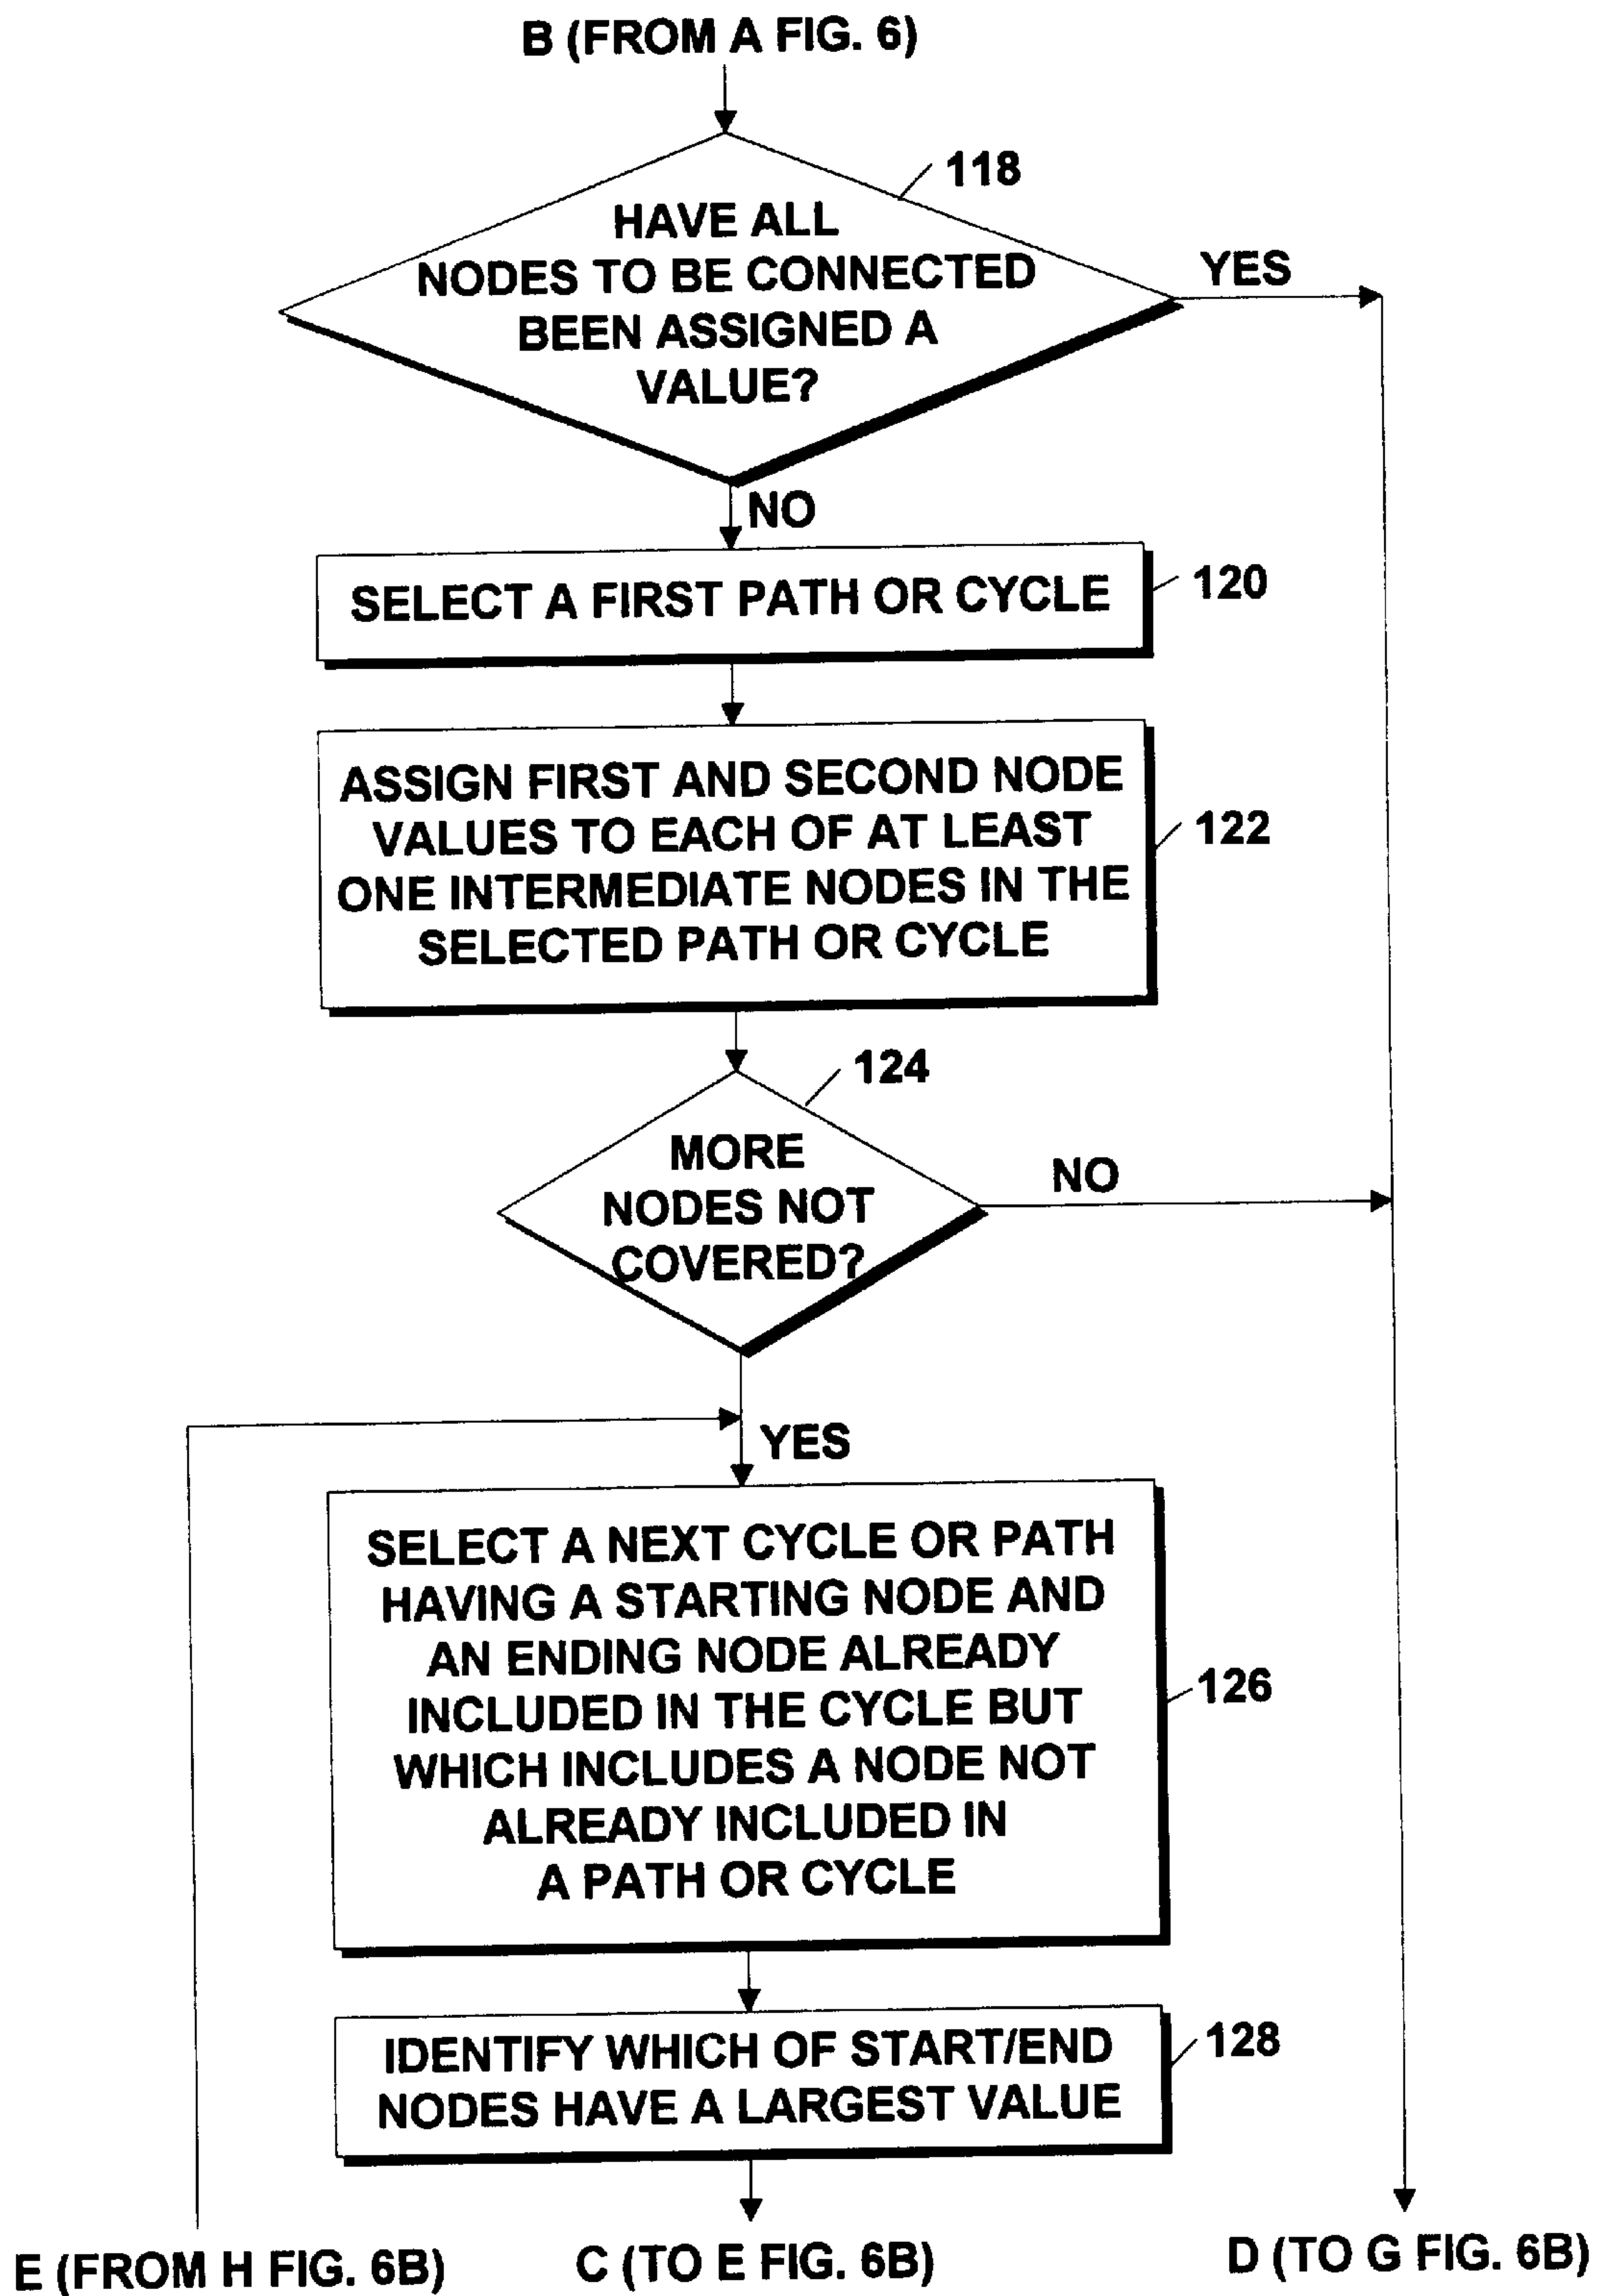 B (FROM A FIG. 6)
118
HAVE ALL
NODES TO BE CONNECTED
BEEN ASSIGNED A
VALUE?
YES
NO
SELECT A FIRST PATH OR CYCLE
120
ASSIGN FIRST AND SECOND NODE
VALUES TO EACH OF AT LEAST
ONE INTERMEDIATE NODES IN THE
SELECTED PATH OR CYCLE
122
124
MORE
NODES NOT
COVERED?
NO
YES
SELECT A NEXT CYCLE OR PATH
HAVING A STARTING NODE AND
AN ENDING NODE ALREADY
INCLUDED IN THE CYCLE BUT
WHICH INCLUDES A NODE NOT
ALREADY INCLUDED IN
A PATH OR CYCLE
126
IDENTIFY WHICH OF START/END
NODES HAVE A LARGEST VALUE
128
E (FROM H FIG. 6B)
C (TO E FIG. 6B)
D (TO G FIG. 6B)